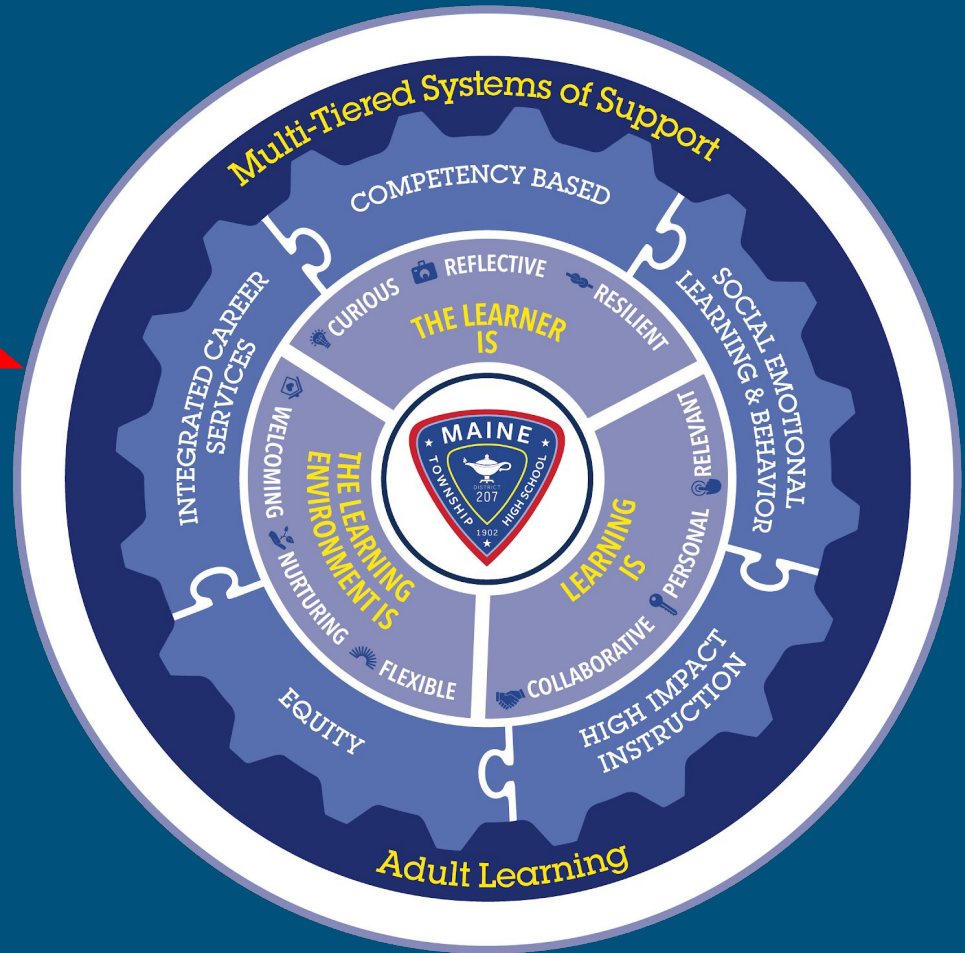 Multi-Tiered Systems of Support
COMPETENCY BASED
SOCIAL EMOTIONAL
LEARNING & BEHAVIOR
HIGH IMPACT
INSTRUCTION
EQUITY
INTEGRATED CAREER
SERVICES
CURIOUS
REFLECTIVE
RESILIENT
THE LEARNER
IS
RELEVANT
PERSONAL
COLLABORATIVE
LEARNING
IS
WELCOMING
NURTURING
FLEXIBLE
THE LEARNING
ENVIRONMENT IS
MAINE
TOWNSHIP
HIGH SCHOOL
DISTRICT
207
1902
Adult Learning